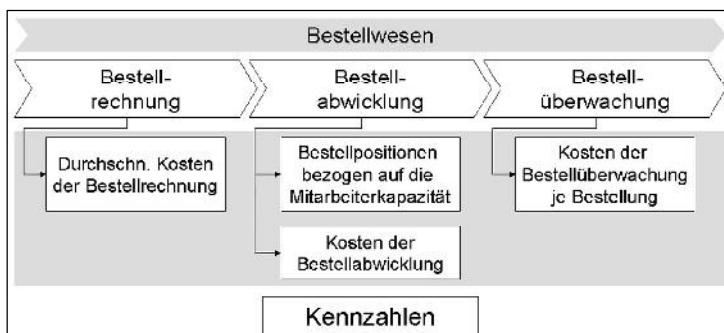 Bestellwesen
Bestell-
rechnung
Bestell-
abwicklung
Bestell-
überwachung
Durchschn. Kosten
der Bestellrechnung
Bestellpositionen
bezogen auf die
Mitarbeiterkapazität
Kosten der
Bestellabwicklung
Kosten der
Bestellüberwachung
je Bestellung
Kennzahlen